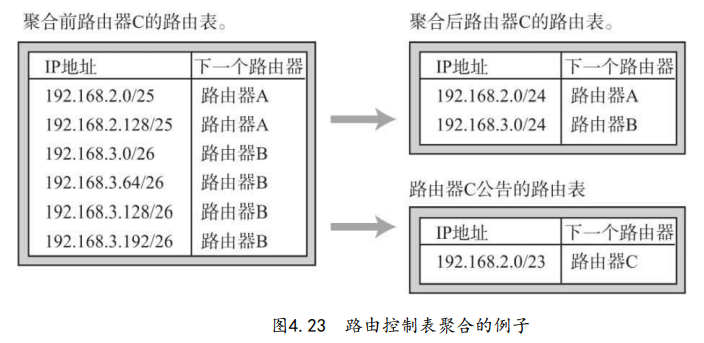 聚合前路由器C的路由表。
IP地址 下一个路由器
192.168.2.0/25 路由器A
192.168.2.128/25 路由器A
192.168.3.0/26 路由器B
192.168.3.64/26 路由器B
192.168.3.128/26 路由器B
192.168.3.192/26 路由器B
聚合后路由器C的路由表。
IP地址 下一个路由器
192.168.2.0/24 路由器A
192.168.3.0/24 路由器B
路由器C公告的路由表
IP地址 下一个路由器
192.168.2.0/23 路由器C
图4.23 路由控制表聚合的例子